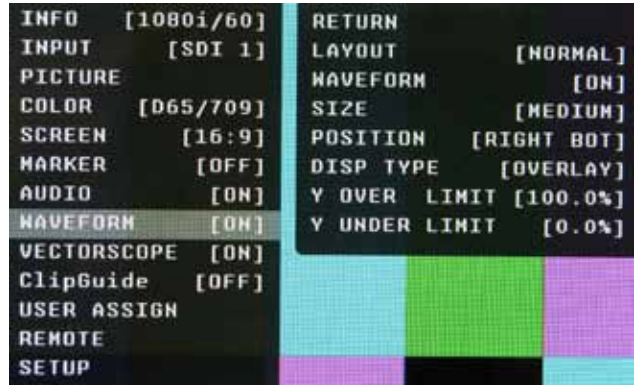 INFO [1080i/60]
INPUT [SDI 1]
PICTURE
COLOR [D65/709]
SCREEN [16:9]
MARKER [OFF]
AUDIO [ON]
WAVEFORM [ON]
VECTORSCOPE [ON]
ClipGuide [OFF]
USER ASSIGN
REMOTE
SETUP
RETURN
LAYOUT [NORMAL]
WAVEFORM [ON]
SIZE [MEDIUM]
POSITION [RIGHT BOT]
DISP TYPE [OVERLAY]
Y OVER LIMIT [100.0%]
Y UNDER LIMIT [0.0%]